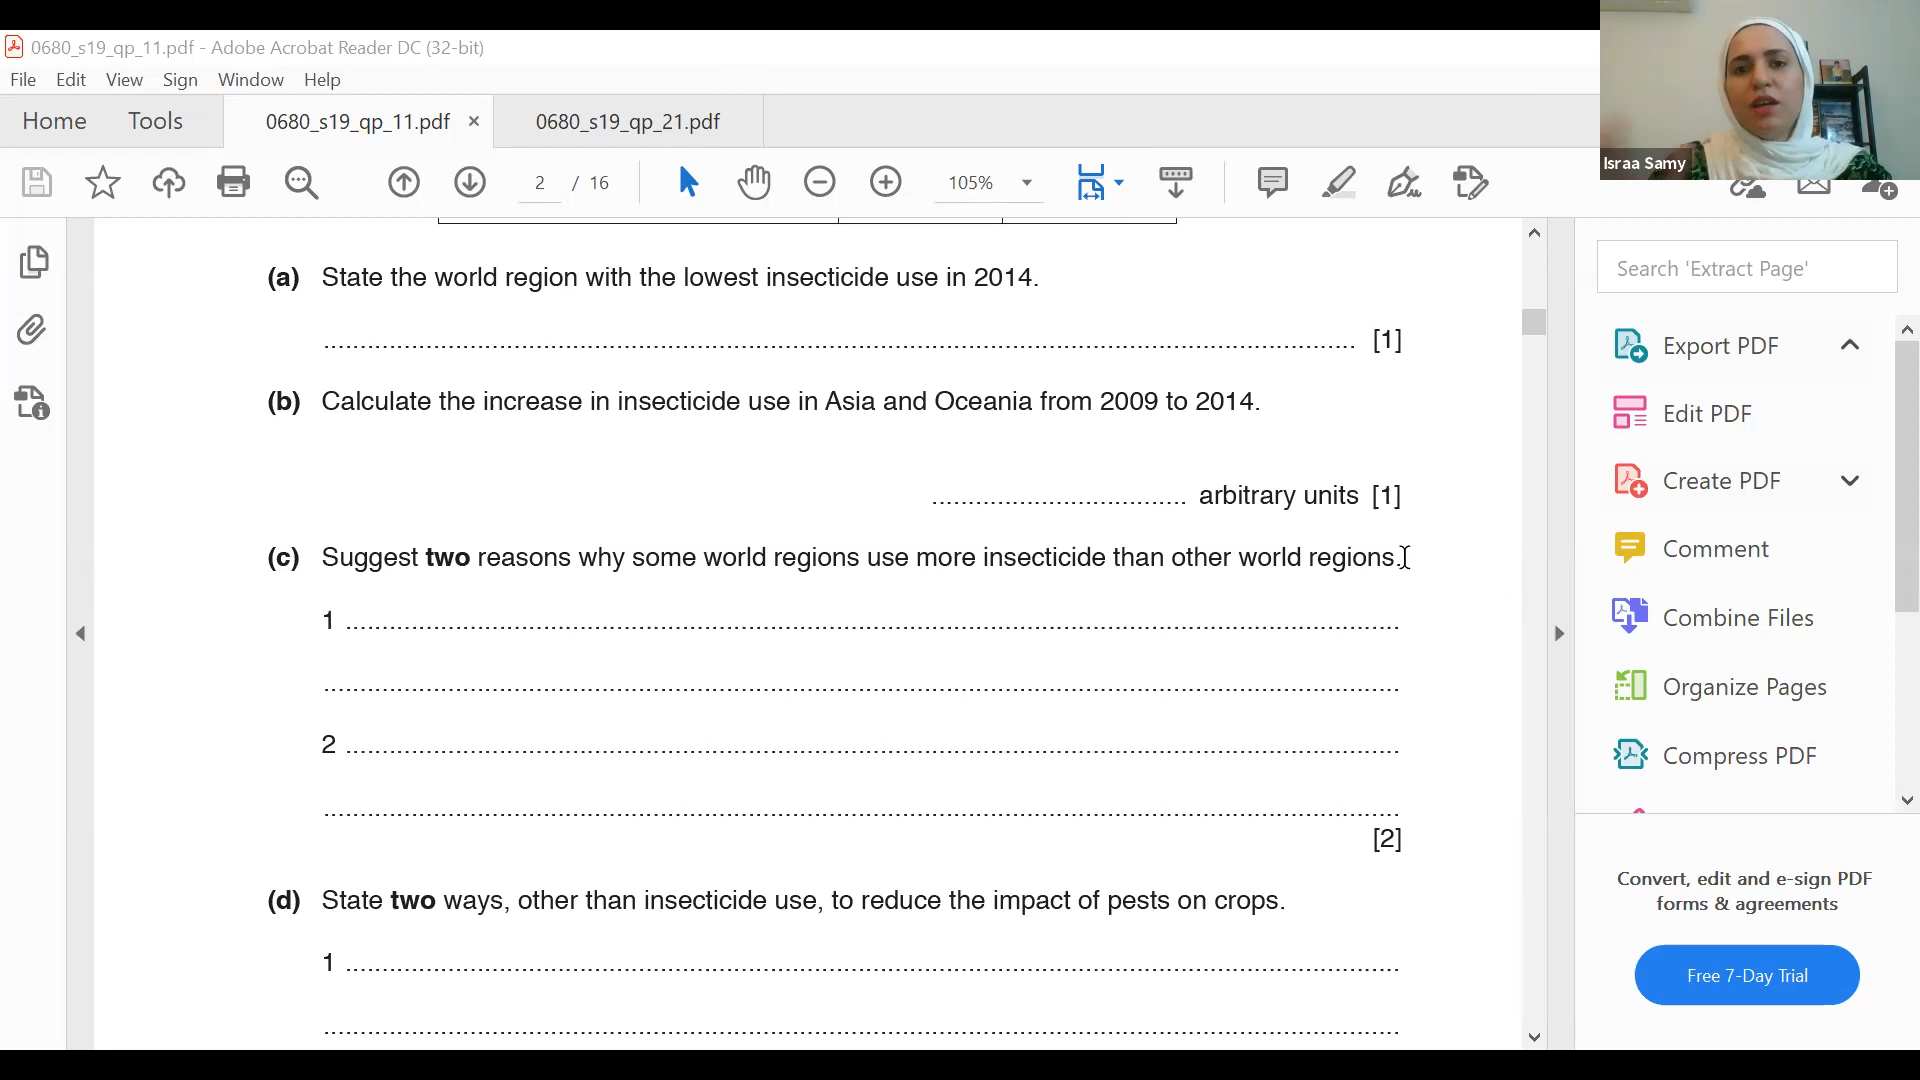 0680_s19_qp_11.pdf - Adobe Acrobat Reader DC (32-bit)
File Edit View Sign Window Help
Home Tools 0680_s19_qp_11.pdf × 0680_s19_qp_21.pdf
2 / 16 105%
Israa Samy
(a) State the world region with the lowest insecticide use in 2014.
[1]
(b) Calculate the increase in insecticide use in Asia and Oceania from 2009 to 2014.
arbitrary units [1]
(c) Suggest two reasons why some world regions use more insecticide than other world regions.
1
2
[2]
(d) State two ways, other than insecticide use, to reduce the impact of pests on crops.
1
Search 'Extract Page'
Export PDF
Edit PDF
Create PDF
Comment
Combine Files
Organize Pages
Compress PDF
Convert, edit and e-sign PDF
forms & agreements
Free 7-Day Trial